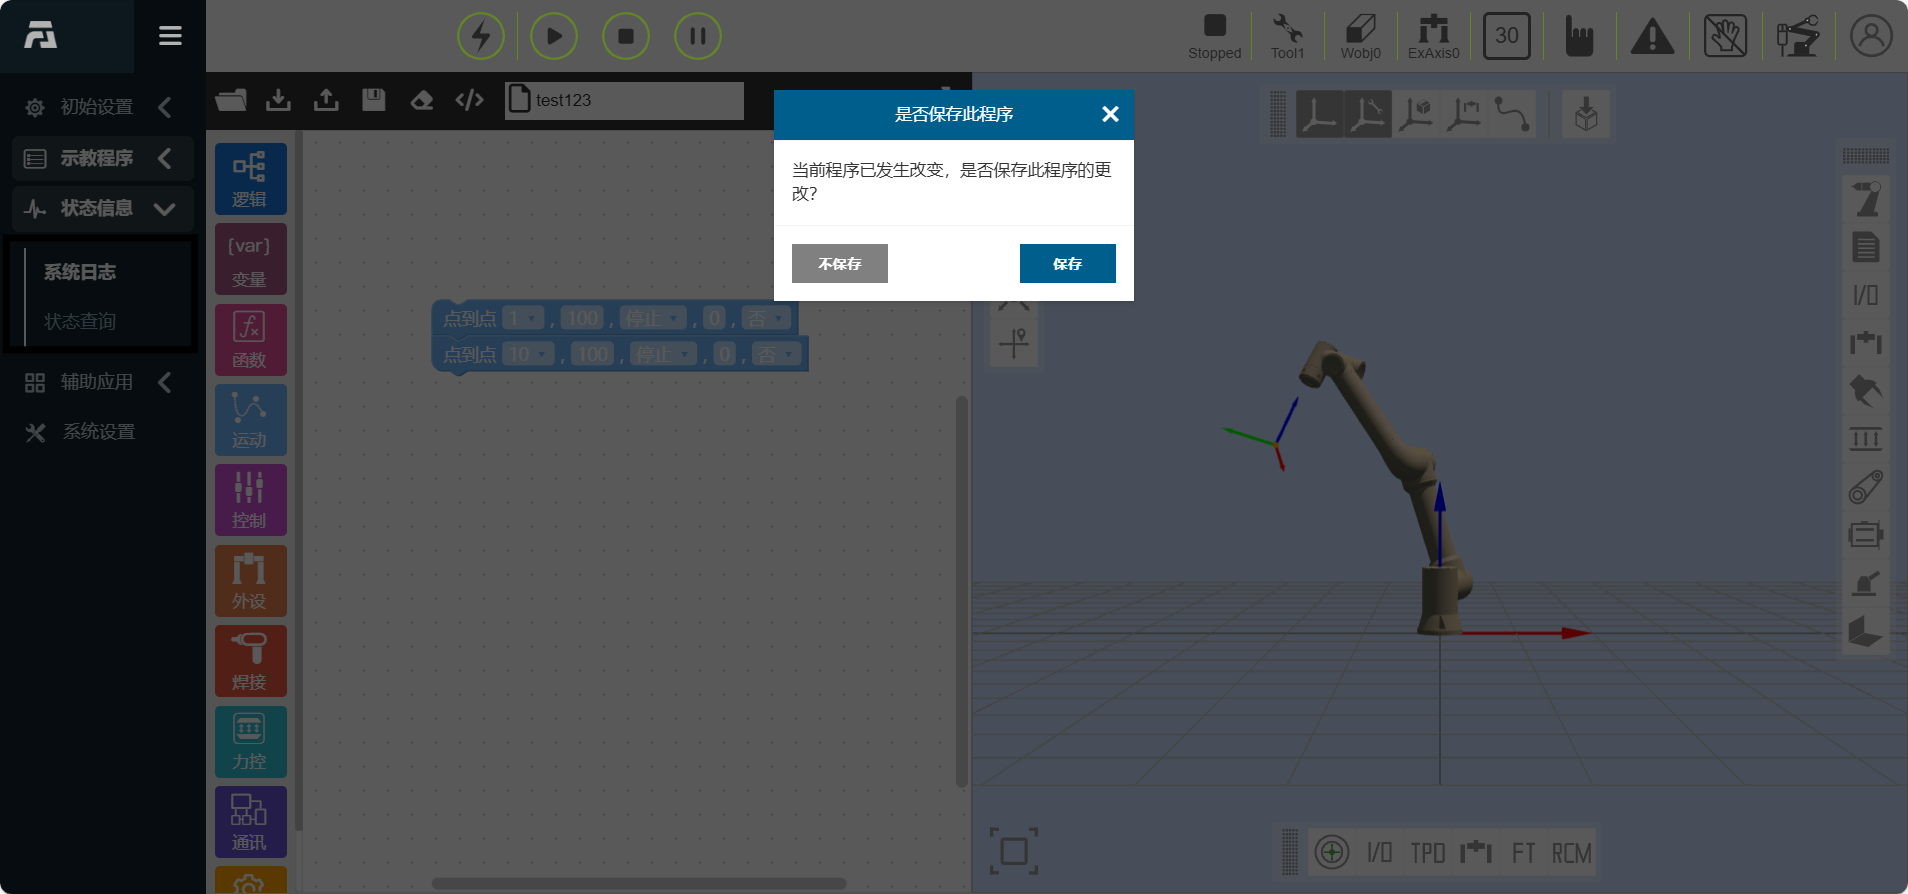 Stopped
Tool1
Wobj0
ExAxis0
30
初始设置
示教程序
状态信息
系统日志
状态查询
辅助应用
系统设置
test123
逻辑
(var)
变量
fx
函数
运动
控制
外设
焊接
力控
通讯
点到点 1 , 100 , 停止 , 0 , 否
点到点 10 , 100 , 停止 , 0 , 否
是否保存此程序
当前程序已发生改变，是否保存此程序的更
改？
不保存
保存
I/O
I/O
TPD
FT
RCM